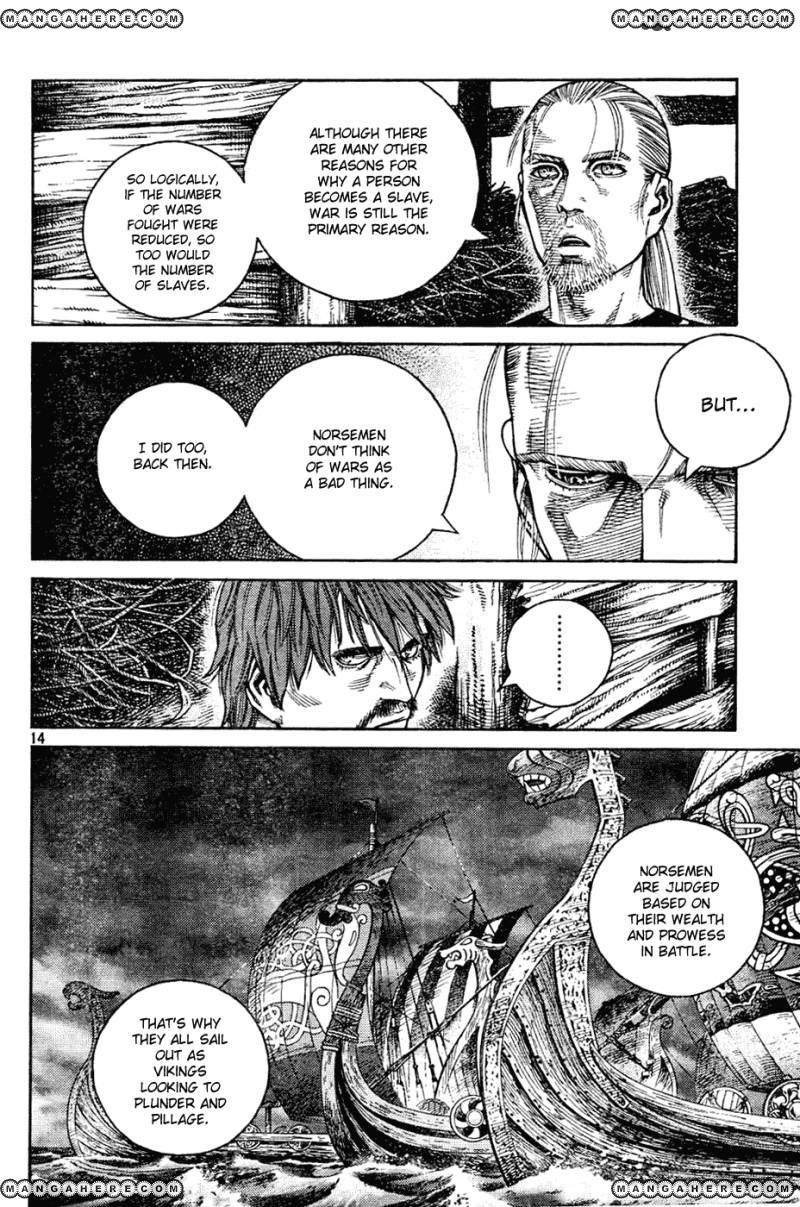 MANGAHERE.COM
MANGAHERE.COM
ALTHOUGH THERE
ARE MANY OTHER
REASONS FOR
WHY A PERSON
BECOMES A SLAVE,
WAR IS STILL THE
PRIMARY REASON.
SO LOGICALLY,
IF THE NUMBER
OF WARS
FOUGHT WERE
REDUCED, SO
TOO WOULD
THE NUMBER
OF SLAVES.
BUT...
NORSEMEN
DON'T THINK
OF WARS AS
A BAD THING.
I DID TOO,
BACK THEN.
..........
14
NORSEMEN
ARE JUDGED
BASED ON
THEIR WEALTH
AND PROWESS
IN BATTLE.
THAT'S WHY
THEY ALL SAIL
OUT AS
VIKINGS
LOOKING TO
PLUNDER AND
PILLAGE.
MANGAHERE.COM
MANGAHERE.COM